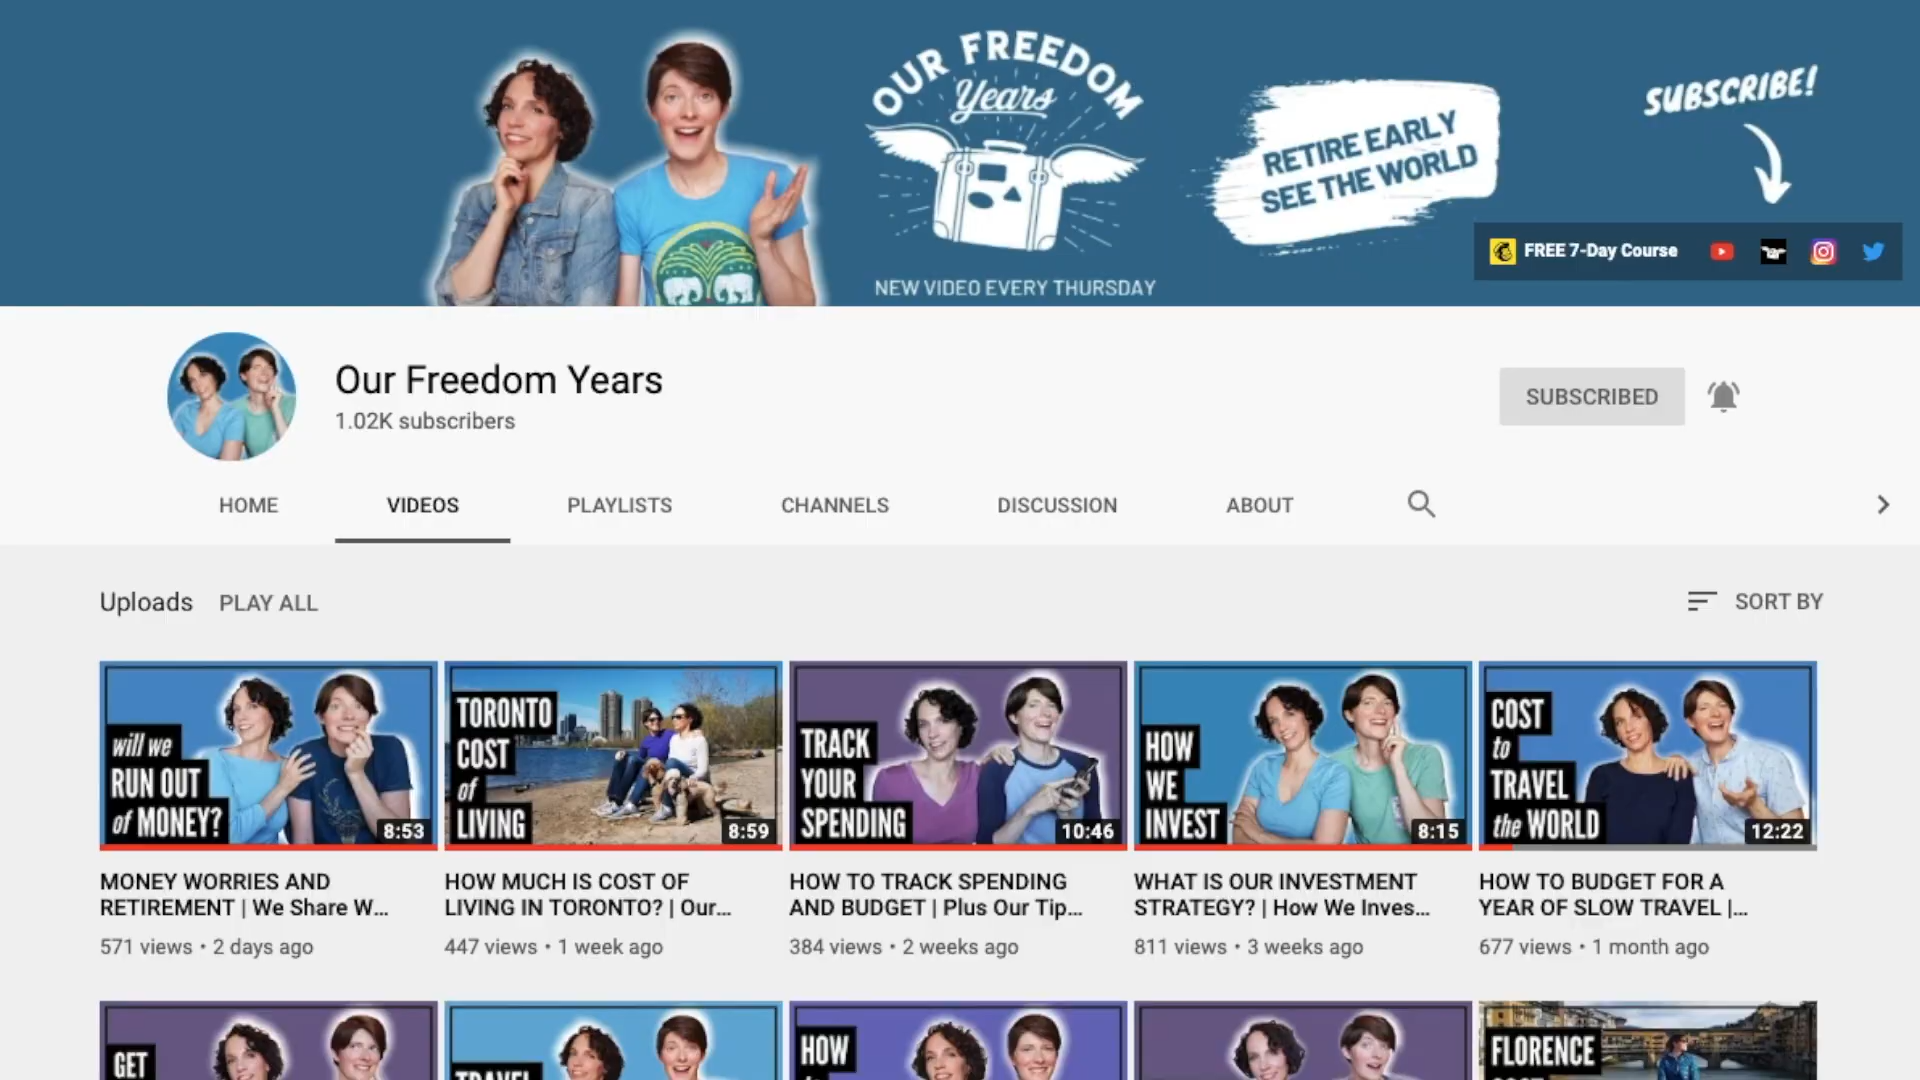 OUR FREEDOM
Years
NEW VIDEO EVERY THURSDAY
RETIRE EARLY
SEE THE WORLD
SUBSCRIBE!
FREE 7-Day Course
Our Freedom Years
1.02K subscribers
SUBSCRIBED
HOME VIDEOS PLAYLISTS CHANNELS DISCUSSION ABOUT
Uploads PLAY ALL
SORT BY
will we
RUN OUT
of MONEY?
8:53
TORONTO
COST
of
LIVING
8:59
TRACK
YOUR
SPENDING
10:46
HOW
WE
INVEST
8:15
COST
to
TRAVEL
the WORLD
12:22
MONEY WORRIES AND
RETIREMENT | We Share W...
571 views • 2 days ago
HOW MUCH IS COST OF
LIVING IN TORONTO? | Our...
447 views • 1 week ago
HOW TO TRACK SPENDING
AND BUDGET | Plus Our Tip...
384 views • 2 weeks ago
WHAT IS OUR INVESTMENT
STRATEGY? | How We Inves...
811 views • 3 weeks ago
HOW TO BUDGET FOR A
YEAR OF SLOW TRAVEL |...
677 views • 1 month ago
GET
TRAVEL
HOW
FLORENCE